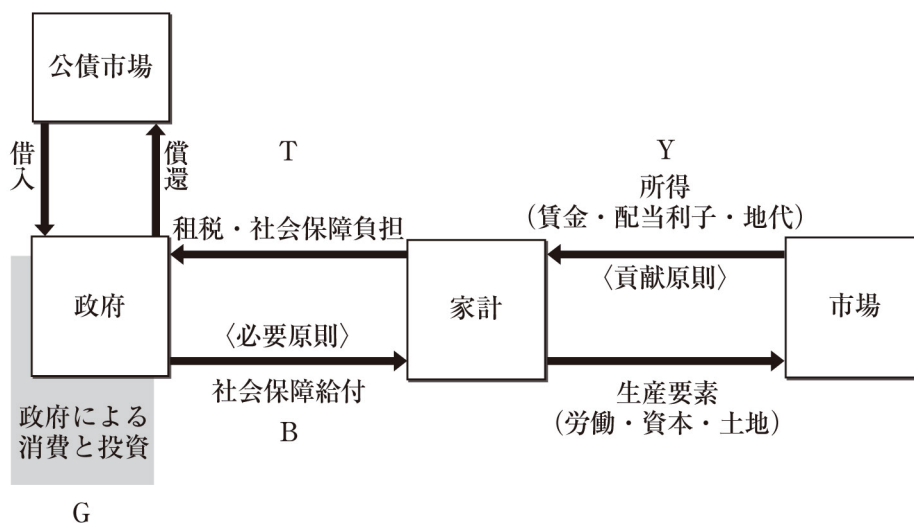 公債市場
借入
償還
T
Y
所得
（賃金・配当利子・地代）
租税・社会保障負担
〈貢献原則〉
政府
家計
市場
〈必要原則〉
社会保障給付
B
生産要素
（労働・資本・土地）
政府による
消費と投資
G